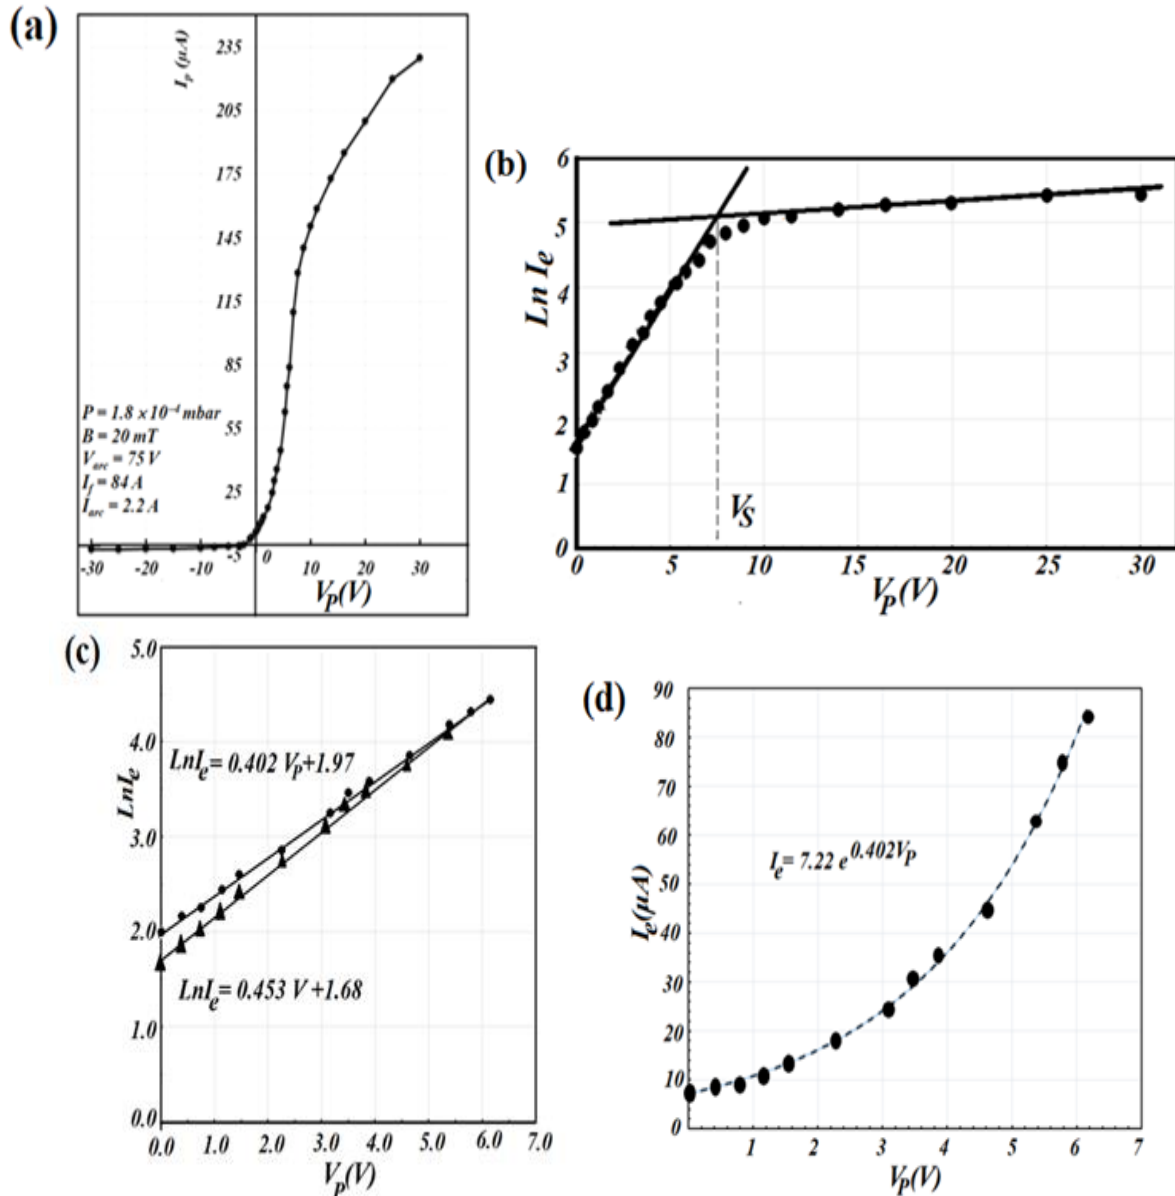 (a)
I_P (μA)
235
205
175
145
115
85
55
25
-5
P = 1.8 × 10⁻⁴ mbar
B = 20 mT
V_arc = 75 V
I_f = 84 A
I_arc = 2.2 A
-30 -20 -10 0 10 20 30
V_P(V)
(b)
Ln I_e
6
5
4
3
2
1
0
V_S
0 5 10 15 20 25 30
V_P(V)
(c)
LnI_e
5.0
4.0
3.0
2.0
1.0
0.0
LnI_e = 0.402 V_P+1.97
LnI_e = 0.453 V +1.68
0.0 1.0 2.0 3.0 4.0 5.0 6.0 7.0
V_P(V)
(d)
I_e(μA)
90
80
70
60
50
40
30
20
10
0
I_e = 7.22 e^0.402V_P
1 2 3 4 5 6 7
V_P(V)